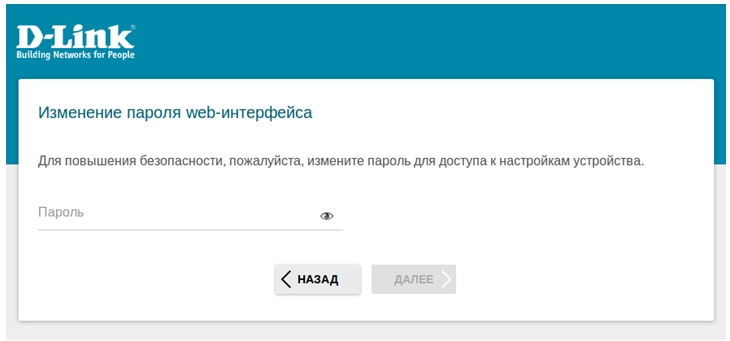 D-Link®
Building Networks for People
Изменение пароля web-интерфейса
Для повышения безопасности, пожалуйста, измените пароль для доступа к настройкам устройства.
Пароль
НАЗАД
ДАЛЕЕ